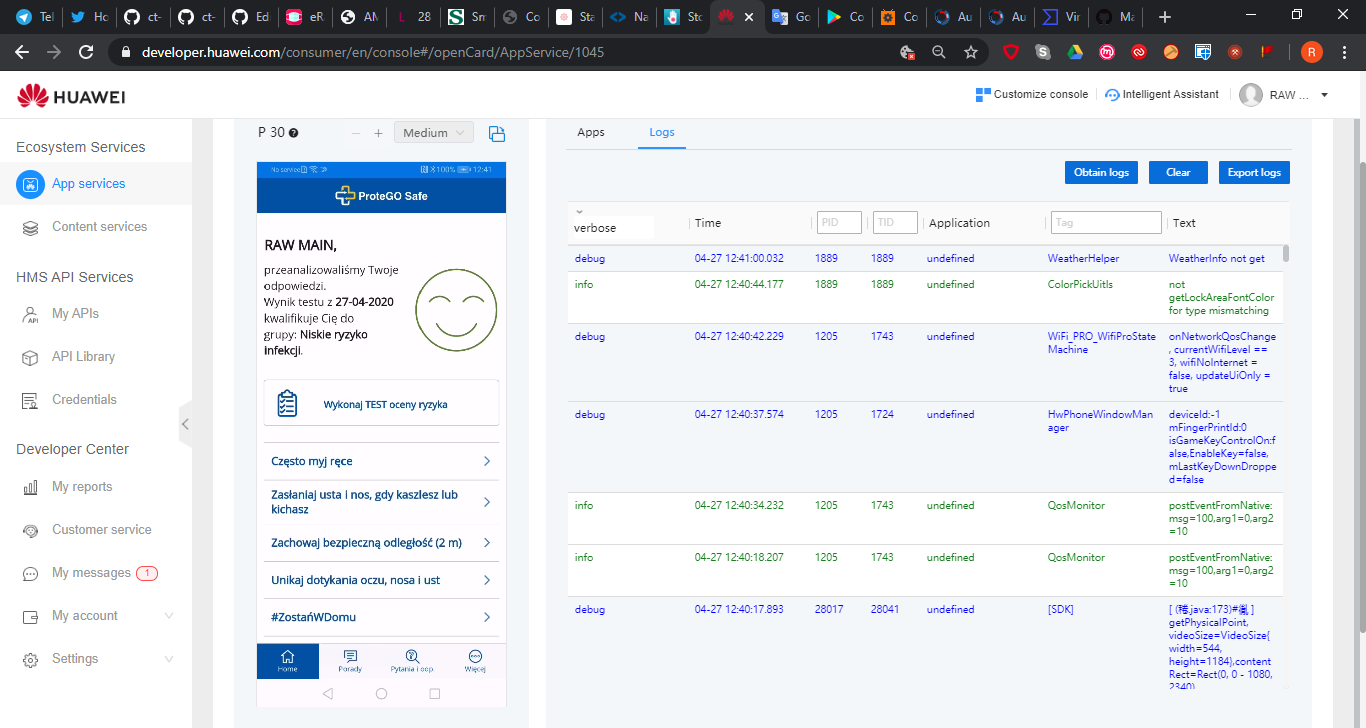 Tel
Ho
ct-
ct-
Ed
eR
AN
L
28
Sm
Co
Sta
Na
Sto
Go
Co
Co
Au
Au
Vir
Ma
developer.huawei.com/consumer/en/console#/openCard/AppService/1045
R
HUAWEI
Customize console
Intelligent Assistant
RAW ...
Ecosystem Services
App services
Content services
HMS API Services
My APIs
API Library
Credentials
Developer Center
My reports
Customer service
My messages 1
My account
Settings
P 30
Medium
No service 100% 12:41
ProteGO Safe
RAW MAIN,
przeanalizowaliśmy Twoje
odpowiedzi.
Wynik testu z 27-04-2020
kwalifikuje Cię do
grupy: Niskie ryzyko
infekcji.
Wykonaj TEST oceny ryzyka
Często myj ręce
Zasłaniaj usta i nos, gdy kaszlesz lub
kichasz
Zachowaj bezpieczną odległość (2 m)
Unikaj dotykania oczu, nosa i ust
#ZostańWDomu
Home
Porady
Pytania i odp.
Więcej
Apps
Logs
Obtain logs
Clear
Export logs
verbose
Time
PID
TID
Application
Tag
Text
debug 04-27 12:41:00.032 1889 1889 undefined WeatherHelper WeatherInfo not get
info 04-27 12:40:44.177 1889 1889 undefined ColorPickUitls not
getLockAreaFontColor
for type mismatching
debug 04-27 12:40:42.229 1205 1743 undefined WiFi_PRO_WifiProState onNetworkQosChange
Machine , currentWifiLevel ==
3, wifiNoInternet =
false, updateUiOnly =
true
debug 04-27 12:40:37.574 1205 1724 undefined HwPhoneWindowMan deviceId:-1
ager mFingerPrintId:0
isGameKeyControlOn:f
alse,EnableKey=false,
mLastKeyDownDroppe
d=false
info 04-27 12:40:34.232 1205 1743 undefined QosMonitor postEventFromNative:
msg=100,arg1=0,arg2
=10
info 04-27 12:40:18.207 1205 1743 undefined QosMonitor postEventFromNative:
msg=100,arg1=0,arg2
=10
debug 04-27 12:40:17.893 28017 28041 undefined [SDK] .java:173)#
getPhysicalPoint,
videoSize=VideoSize{
width=544,
height=1184},content
Rect=Rect(0, 0 - 1080,
2340)